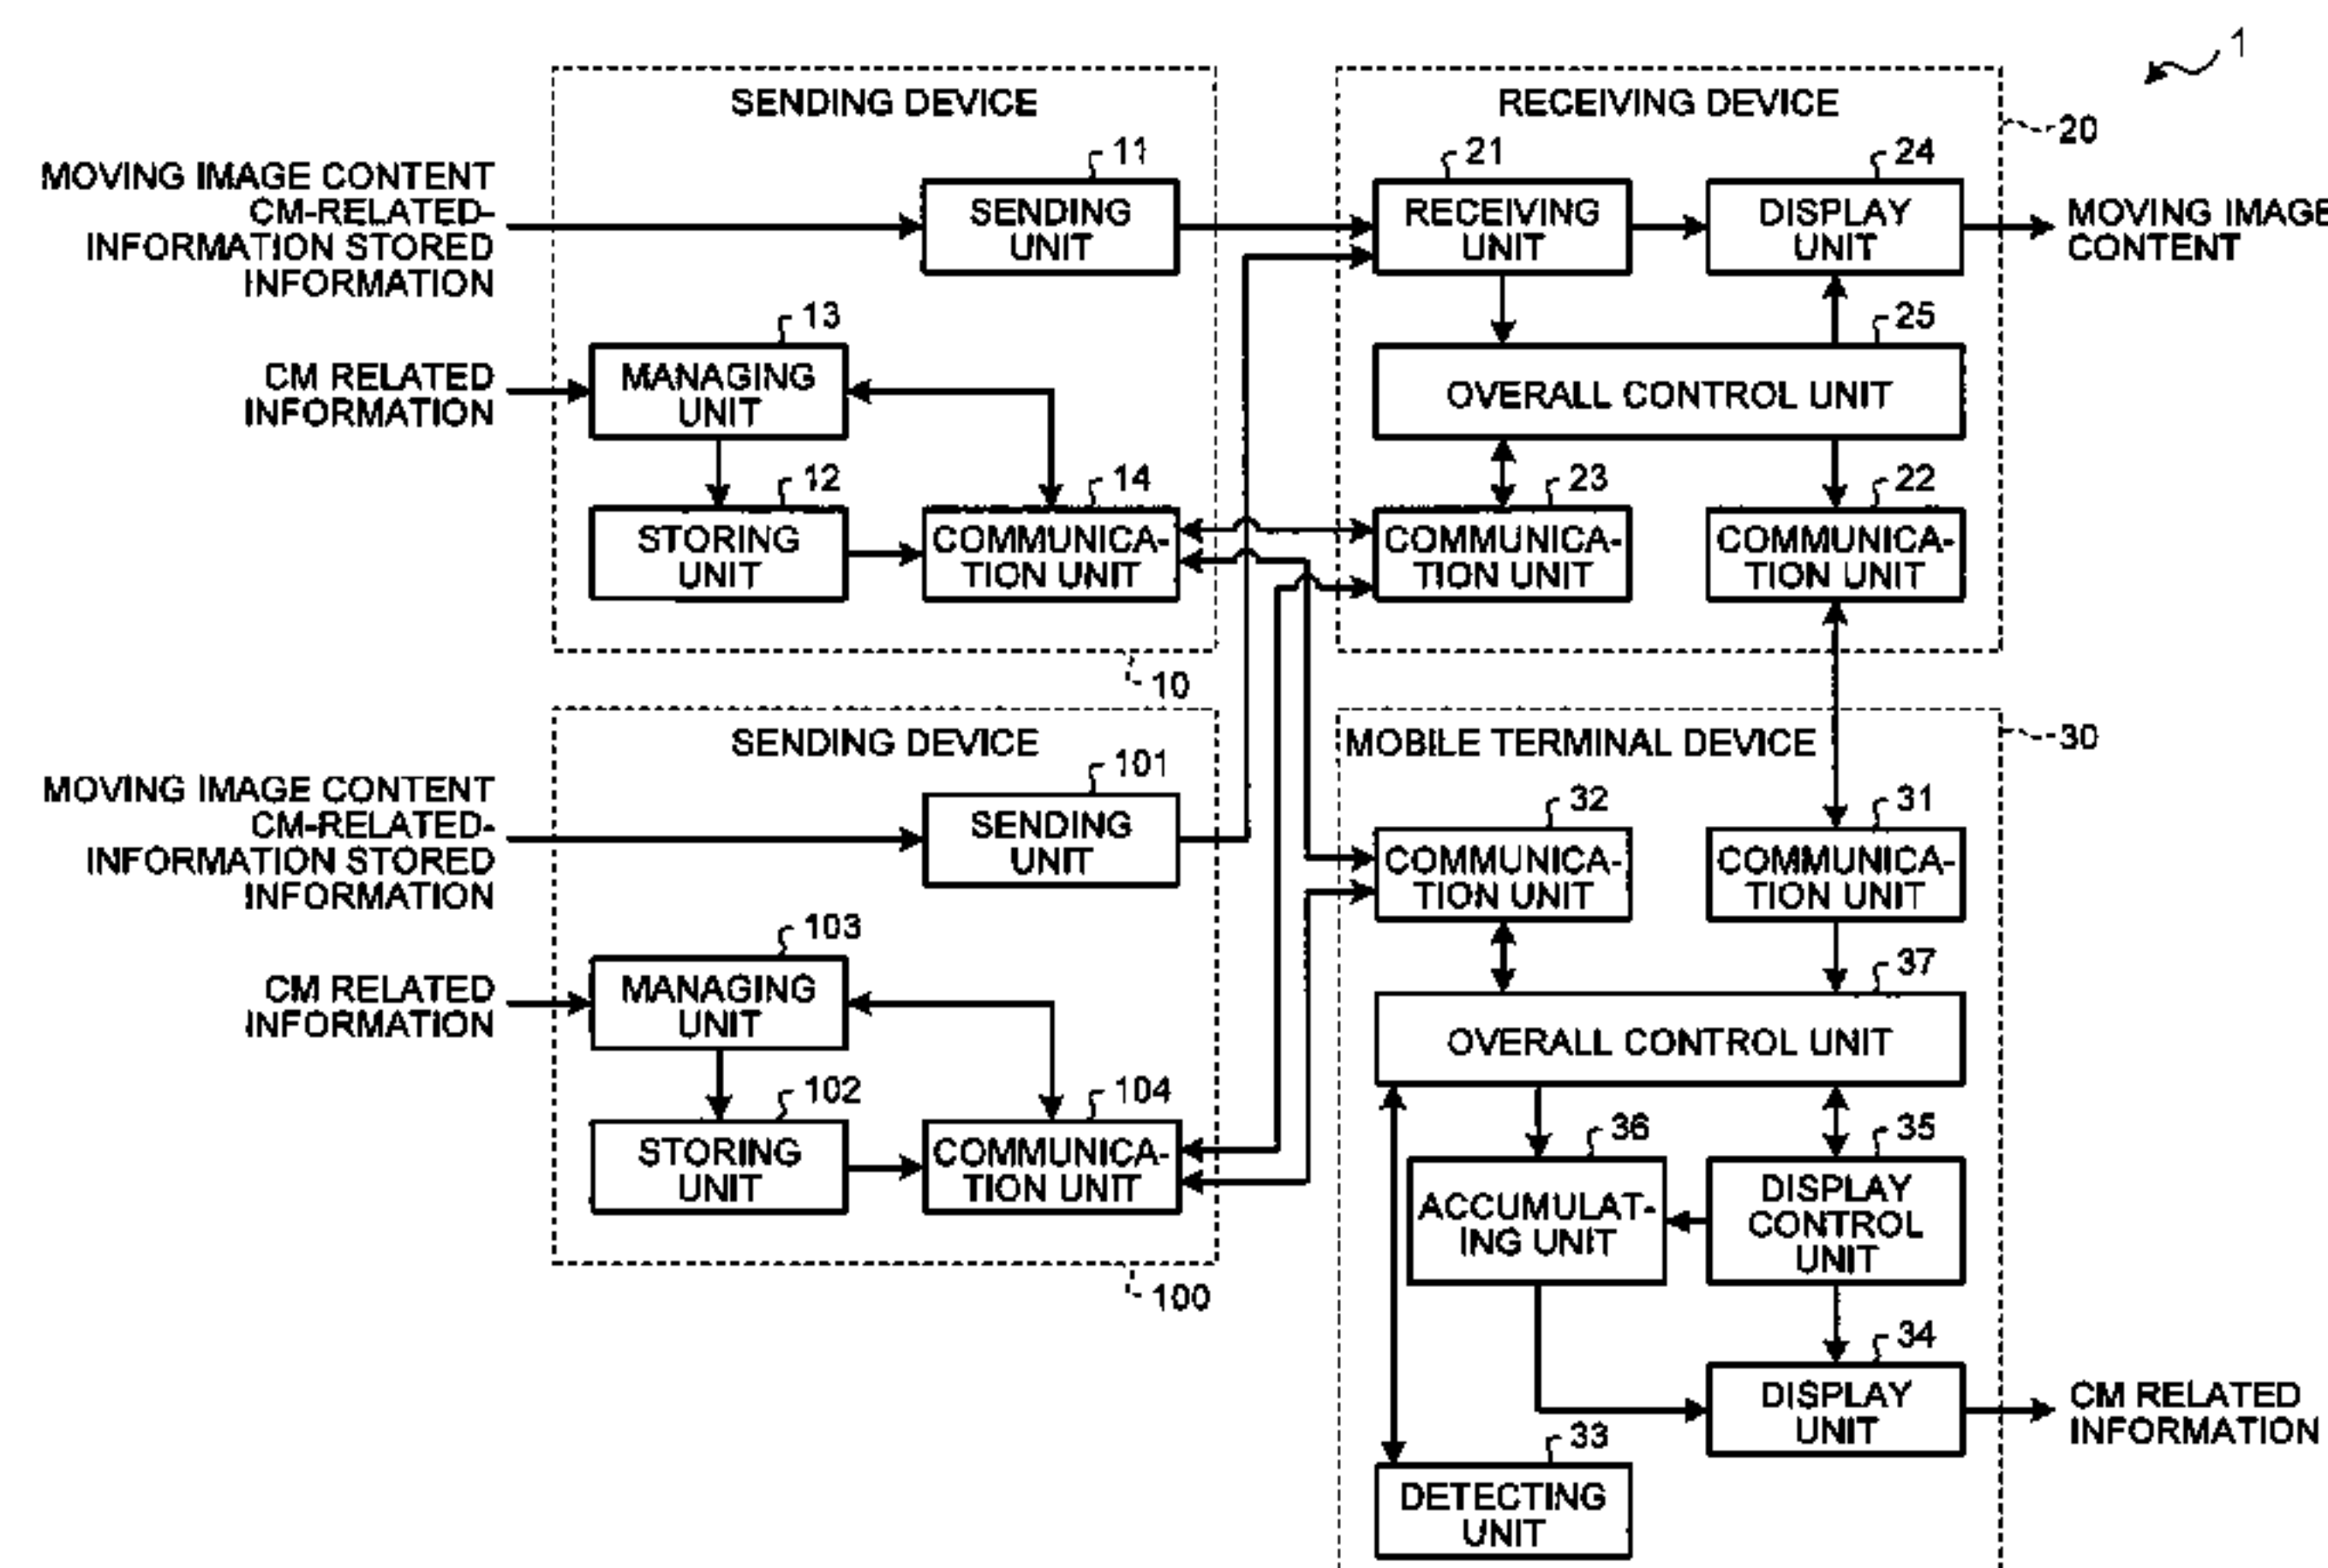 1
SENDING DEVICE
MOVING IMAGE CONTENT
CM-RELATED-
INFORMATION STORED
INFORMATION
11
SENDING
UNIT
13
CM RELATED
INFORMATION
MANAGING
UNIT
12
STORING
UNIT
14
COMMUNICA-
TION UNIT
10
RECEIVING DEVICE
20
21
RECEIVING
UNIT
24
DISPLAY
UNIT
MOVING IMAGE
CONTENT
25
OVERALL CONTROL UNIT
23
COMMUNICA-
TION UNIT
22
COMMUNICA-
TION UNIT
SENDING DEVICE
MOVING IMAGE CONTENT
CM-RELATED-
INFORMATION STORED
INFORMATION
101
SENDING
UNIT
103
CM RELATED
INFORMATION
MANAGING
UNIT
102
STORING
UNIT
104
COMMUNICA-
TION UNIT
100
MOBILE TERMINAL DEVICE
30
32
COMMUNICA-
TION UNIT
31
COMMUNICA-
TION UNIT
37
OVERALL CONTROL UNIT
36
ACCUMULAT-
ING UNIT
35
DISPLAY
CONTROL
UNIT
34
DISPLAY
UNIT
CM RELATED
INFORMATION
33
DETECTING
UNIT